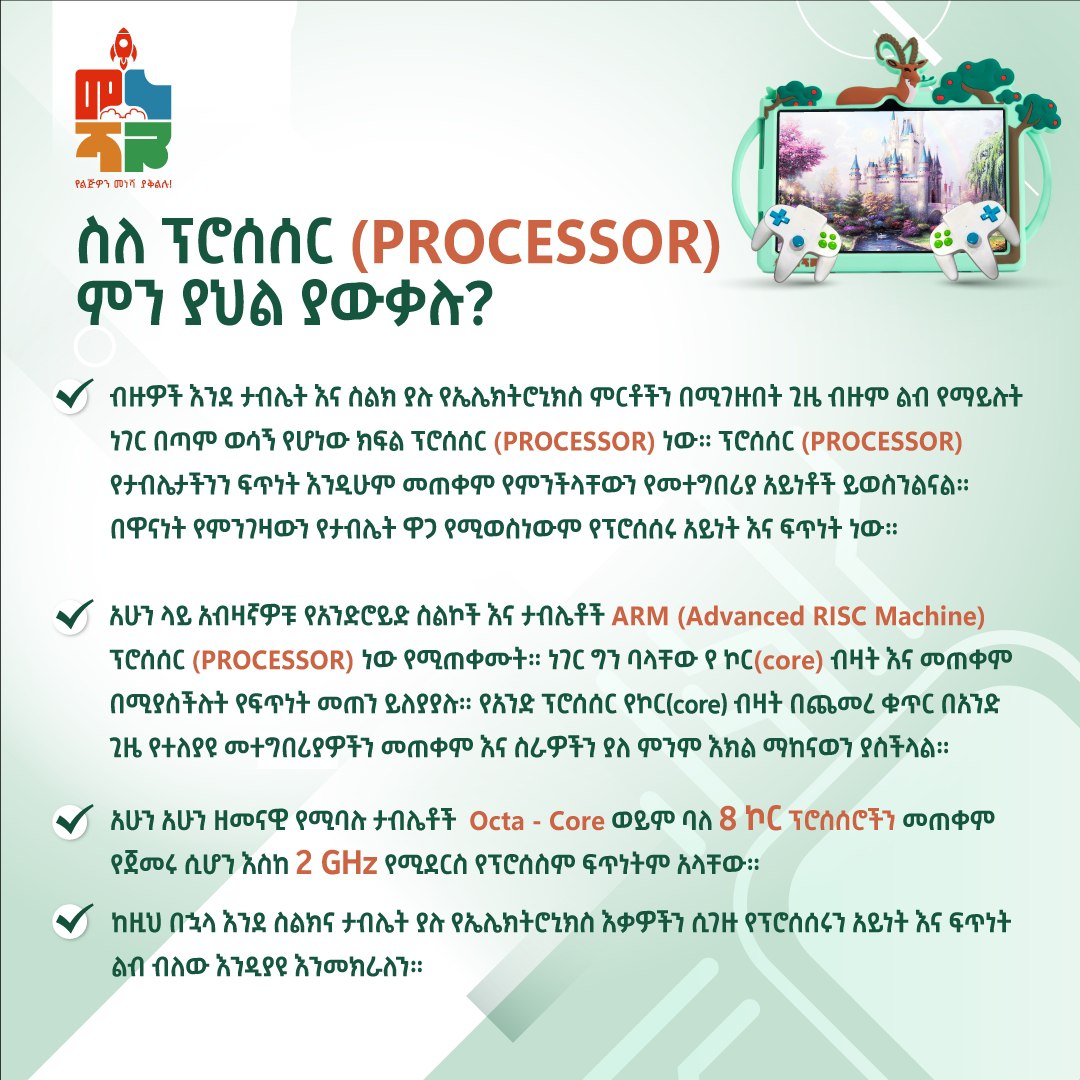 መሻገር
የልጅዎን መነሻ ያቅልሉ!
ስለ ፕሮሰሰር (PROCESSOR)
ምን ያህል ያውቃሉ?
ብዙዎች እንደ ታብሌት እና ስልክ ያሉ የኤሌክትሮኒክስ ምርቶችን በሚገዙበት ጊዜ ብዙም ልብ የማይሉት
ነገር በጣም ወሳኝ የሆነው ክፍል ፕሮሰሰር (PROCESSOR) ነው። ፕሮሰሰር (PROCESSOR)
የታብሌታችንን ፍጥነት እንዲሁም መጠቀም የምንችላቸውን የመተግበሪያ አይነቶች ይወስንልናል።
በዋናነት የምንገዛውን የታብሌት ዋጋ የሚወስነውም የፕሮሰሰሩ አይነት እና ፍጥነት ነው።
አሁን ላይ አብዛኛዎቹ የአንድሮይድ ስልኮች እና ታብሌቶች ARM (Advanced RISC Machine)
ፕሮሰሰር (PROCESSOR) ነው የሚጠቀሙት። ነገር ግን ባላቸው የ ኮር(core) ብዛት እና መጠቀም
በሚያስችሉት የፍጥነት መጠን ይለያያሉ። የአንድ ፕሮሰሰር የኮር(core) ብዛት በጨመረ ቁጥር በአንድ
ጊዜ የተለያዩ መተግበሪያዎችን መጠቀም እና ስራዎችን ያለ ምንም እክል ማከናወን ያስችላል።
አሁን አሁን ዘመናዊ የሚባሉ ታብሌቶች Octa - Core ወይም ባለ 8 ኮር ፕሮሰሰሮችን መጠቀም
የጀመሩ ሲሆን እስከ 2 GHz የሚደርስ የፕሮሰስም ፍጥነትም አላቸው።
ከዚህ በኋላ እንደ ስልክና ታብሌት ያሉ የኤሌክትሮኒክስ እቃዎችን ሲገዙ የፕሮሰሰሩን አይነት እና ፍጥነት
ልብ ብለው እንዲያዩ እንመክራለን።